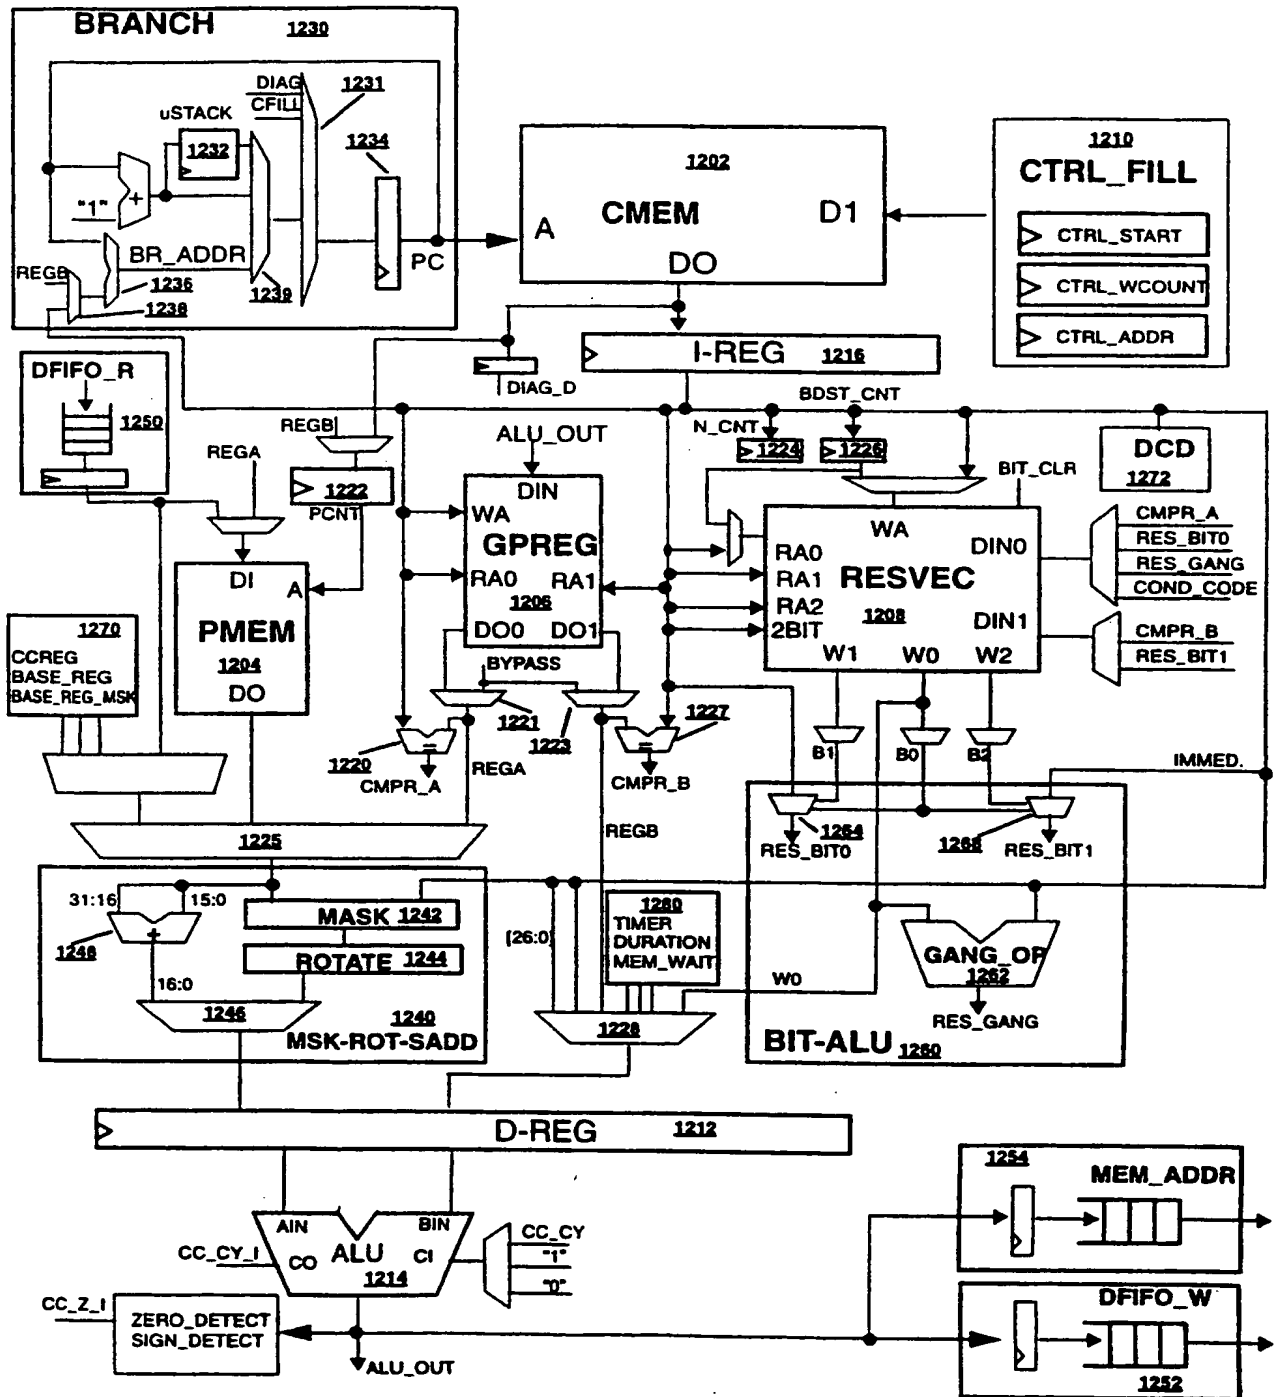 BRANCH 1230
DIAG
CFILL
1231
uSTACK
1232
1234
"1"
+
BR_ADDR
REGB
1236
1238
1239
PC
1202
CMEM
A
D1
DO
1210
CTRL_FILL
CTRL_START
CTRL_WCOUNT
CTRL_ADDR
I-REG 1216
DIAG_D
DFIFO_R
1250
REGA
REGB
1222
PCNT
ALU_OUT
DIN
WA
GPREG
RA0 RA1
1206
DO0 DO1
N_CNT
BDST_CNT
1224
1226
BIT_CLR
DCD
1272
WA
DIN0
RA0
RA1
RA2
2BIT
RESVEC
1208
DIN1
W1 W0 W2
CMPR_A
RES_BIT0
RES_GANG
COND_CODE
CMPR_B
RES_BIT1
DI
A
PMEM
1204
DO
1270
CCREG
BASE_REG
BASE_REG_MSK
BYPASS
1221
1223
1227
1220
=
=
CMPR_A
REGA
CMPR_B
REGB
B1
B0
B2
IMMED.
1264
RES_BIT0
RES_BIT1
1225
31:16
15:0
MASK 1242
+
ROTATE 1244
16:0
1246
1240
MSK-ROT-SADD
[26:0]
TIMER
DURATION
MEM_WAIT
W0
1228
GANG_OP
1262
RES_GANG
BIT-ALU 1260
D-REG 1212
AIN BIN
CC_CY_I
CO ALU CI
1214
CC_CY
"1"
"0"
CC_Z_I
ZERO_DETECT
SIGN_DETECT
ALU_OUT
1254
MEM_ADDR
DFIFO_W
1252